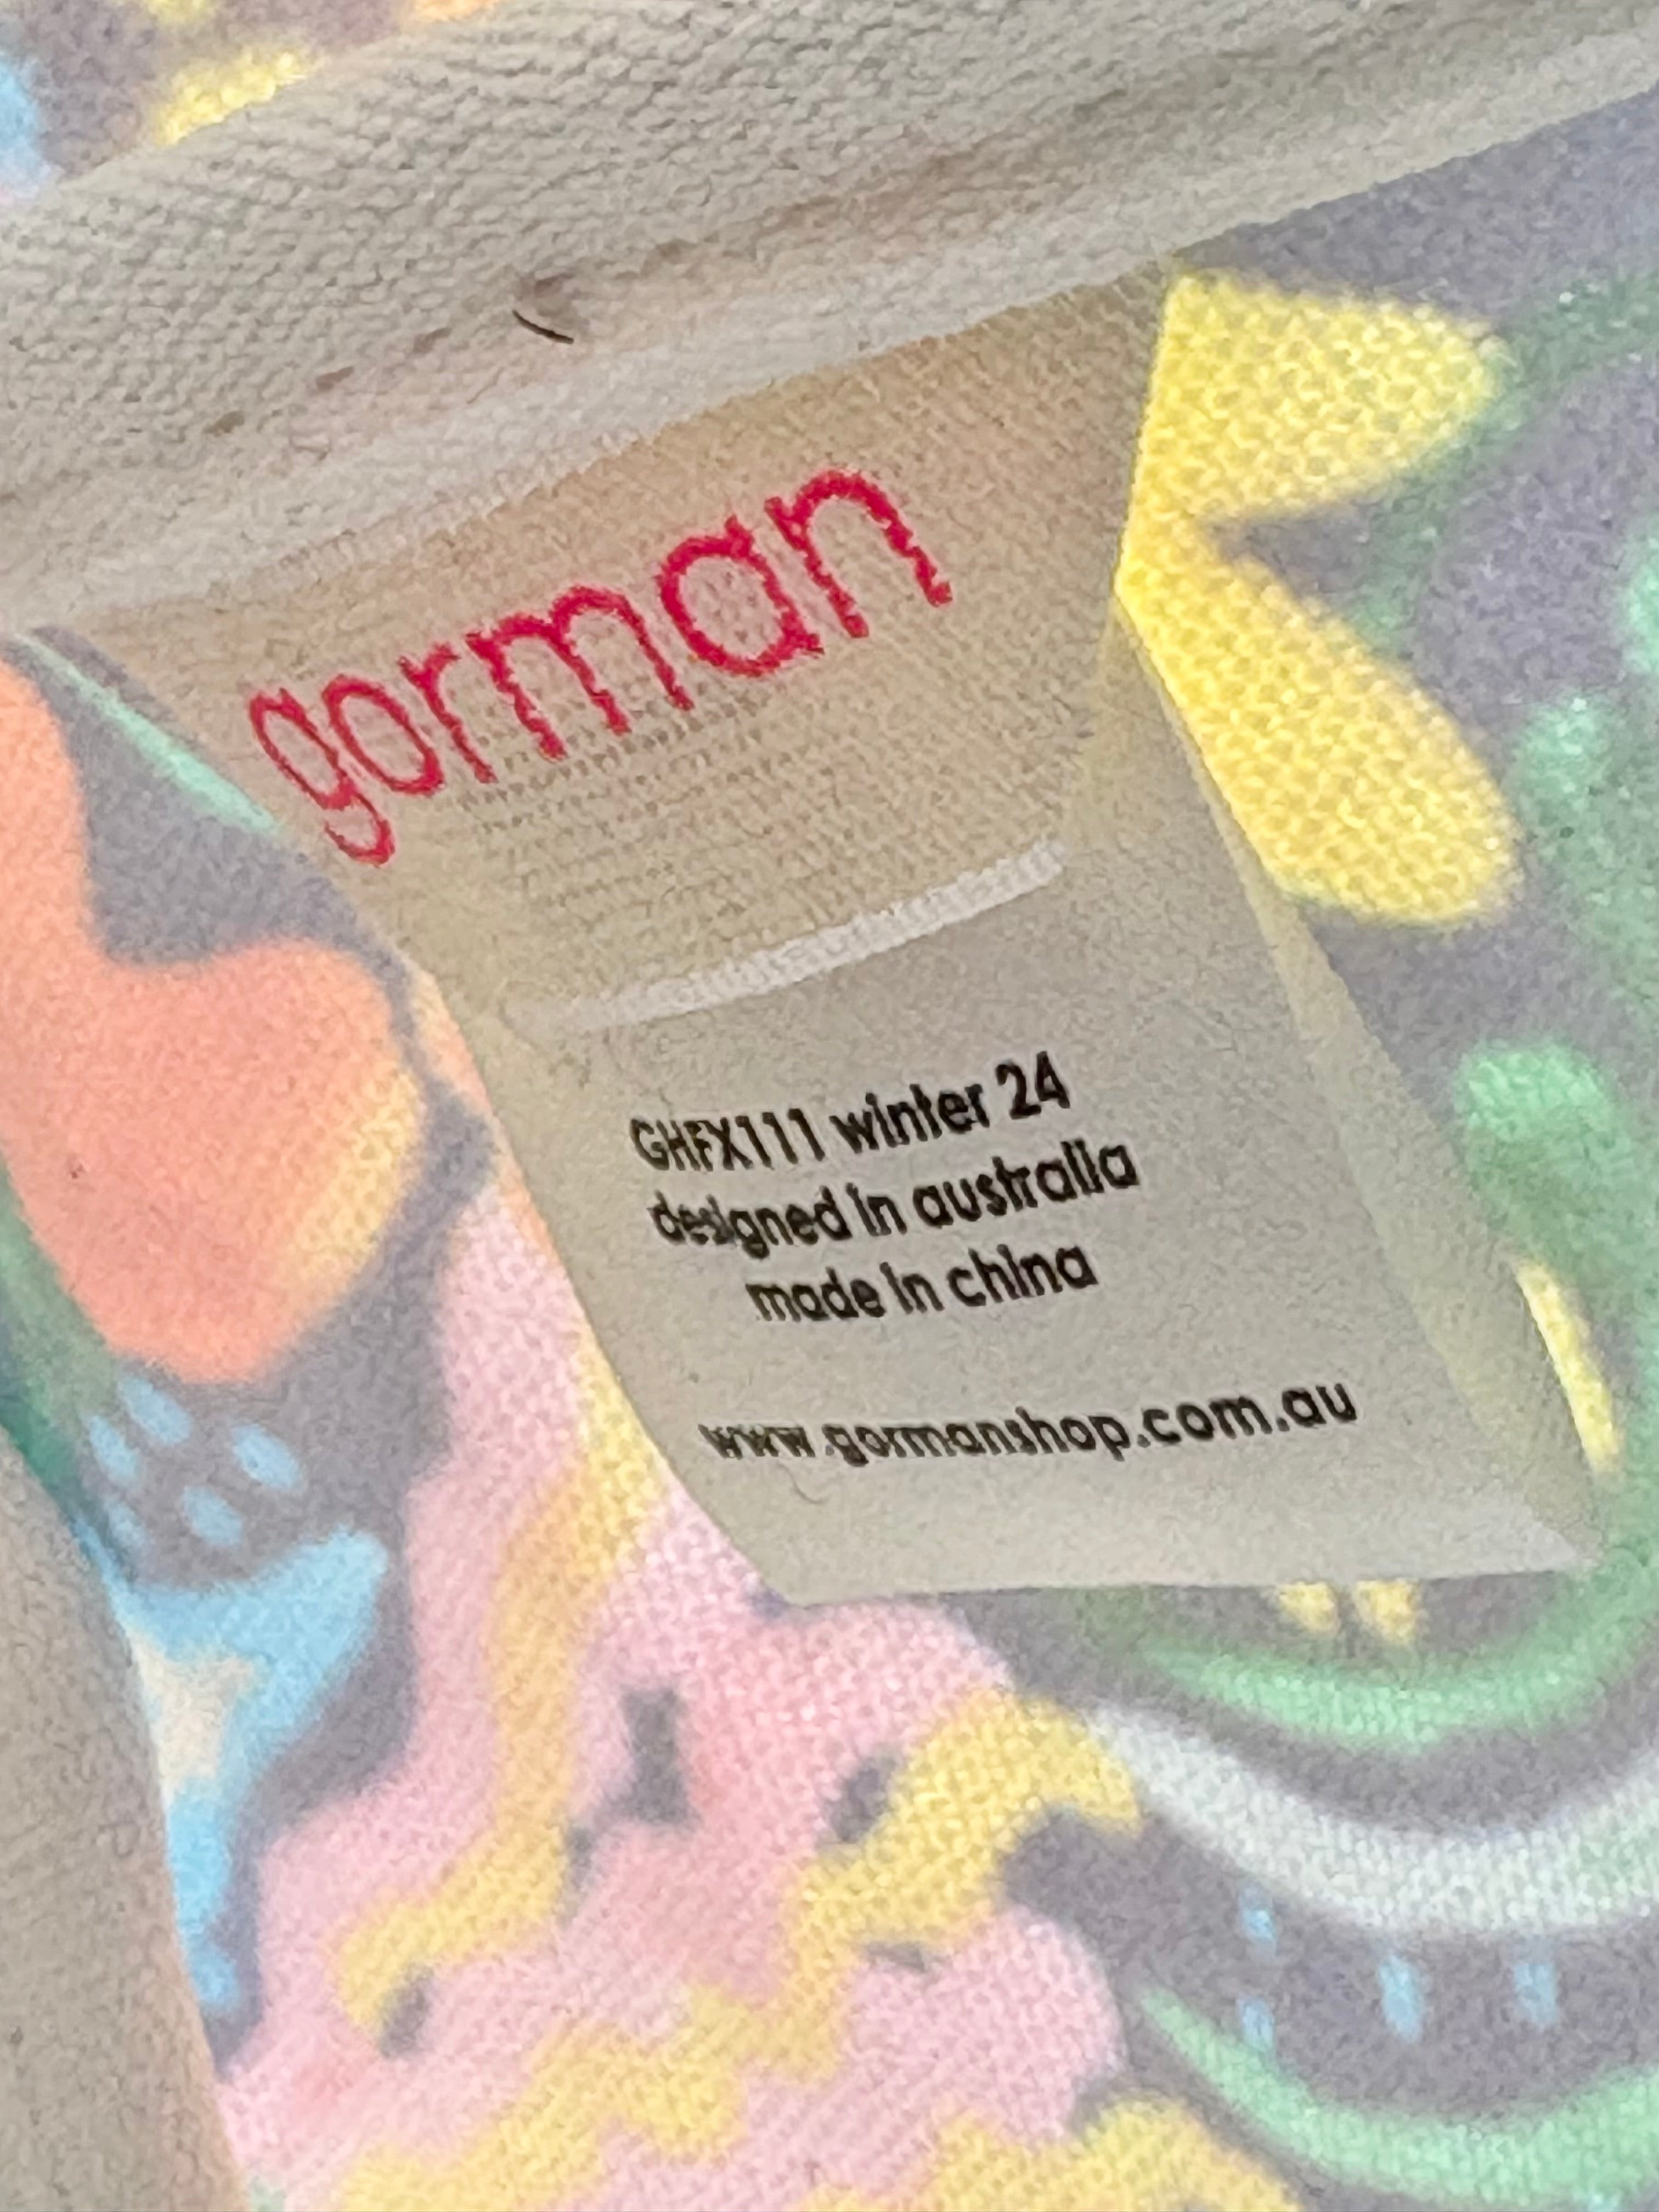 gorman
GHFX111 winter 24
designed in australia
made in china
www.gormanshop.com.au